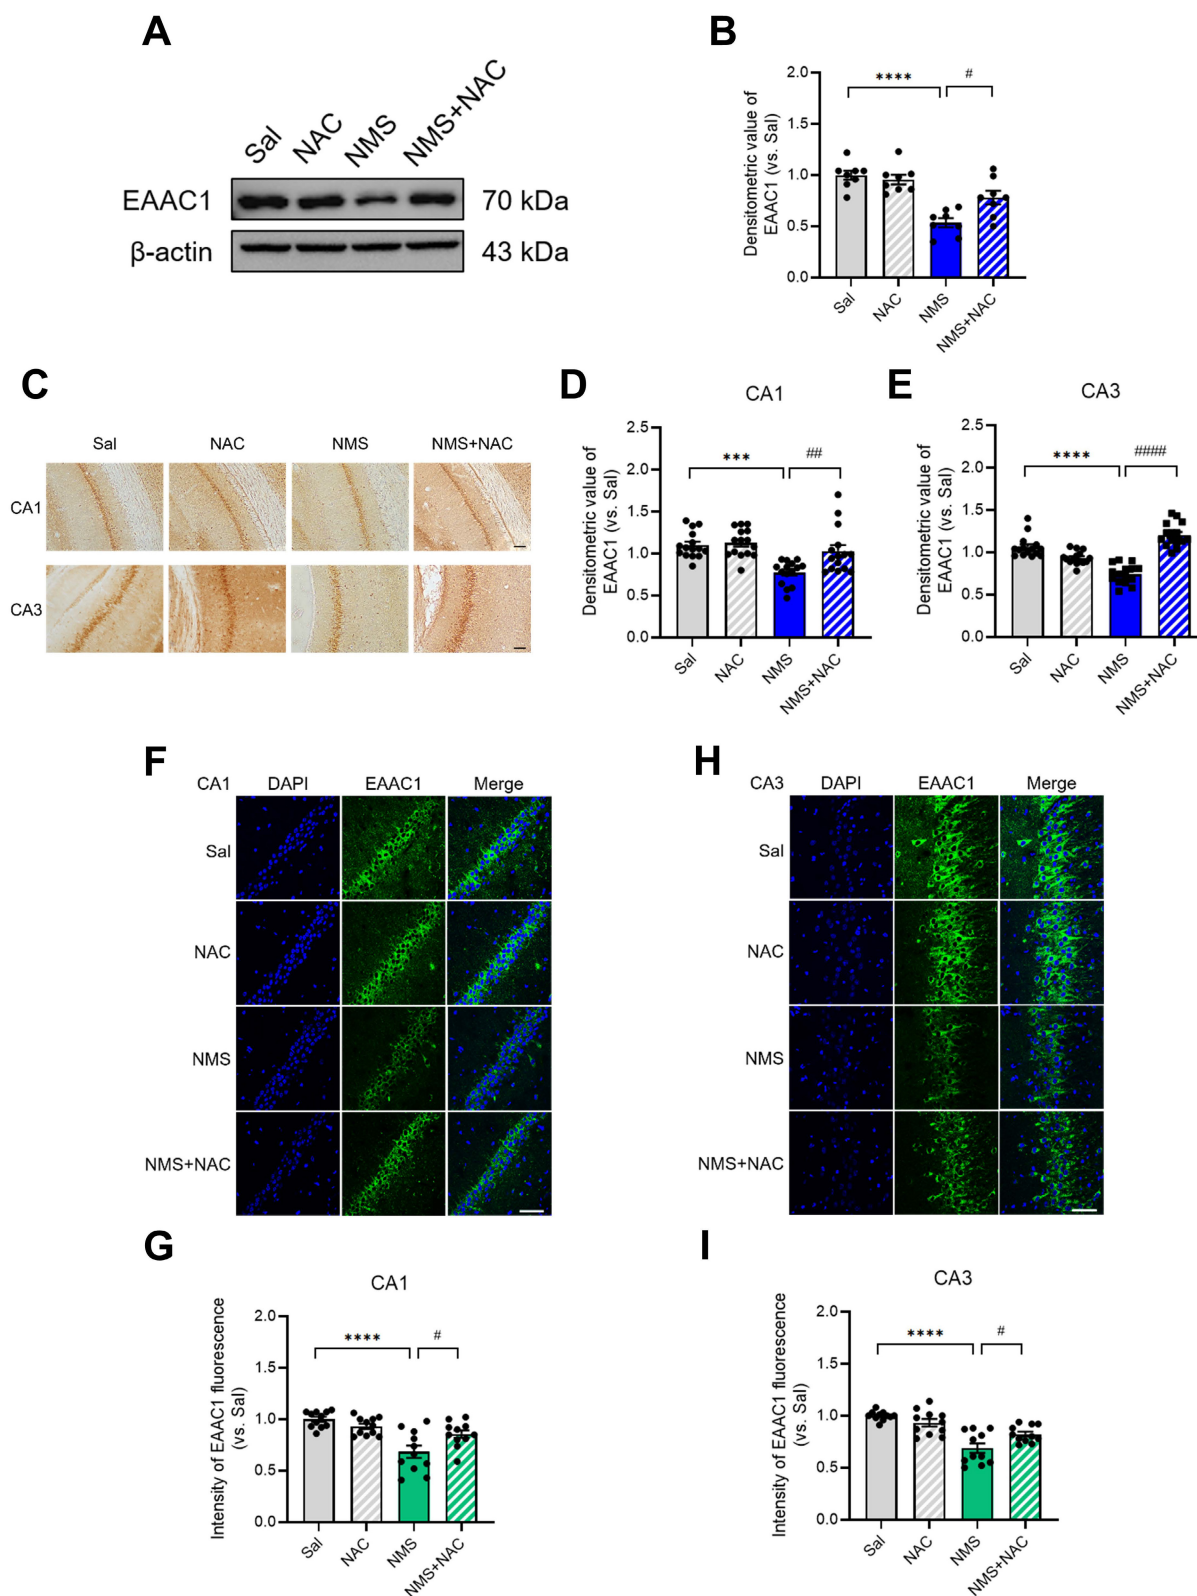 A
Sal
NAC
NMS
NMS+NAC
EAAC1
70 kDa
β-actin
43 kDa
B
Densitometric value of
EAAC1 (vs. Sal)
2.0
1.5
1.0
0.5
0.0
****
#
Sal
NAC
NMS
NMS+NAC
C
Sal
NAC
NMS
NMS+NAC
CA1
CA3
D
CA1
Densitometric value of
EAAC1 (vs. Sal)
2.5
2.0
1.5
1.0
0.5
0.0
***
##
Sal
NAC
NMS
NMS+NAC
E
CA3
Densitometric value of
EAAC1 (vs. Sal)
2.5
2.0
1.5
1.0
0.5
0.0
****
####
Sal
NAC
NMS
NMS+NAC
F
CA1
DAPI
EAAC1
Merge
Sal
NAC
NMS
NMS+NAC
H
CA3
DAPI
EAAC1
Merge
Sal
NAC
NMS
NMS+NAC
G
CA1
Intensity of EAAC1 fluorescence
(vs. Sal)
2.0
1.5
1.0
0.5
0.0
****
#
Sal
NAC
NMS
NMS+NAC
I
CA3
Intensity of EAAC1 fluorescence
(vs. Sal)
2.0
1.5
1.0
0.5
0.0
****
#
Sal
NAC
NMS
NMS+NAC